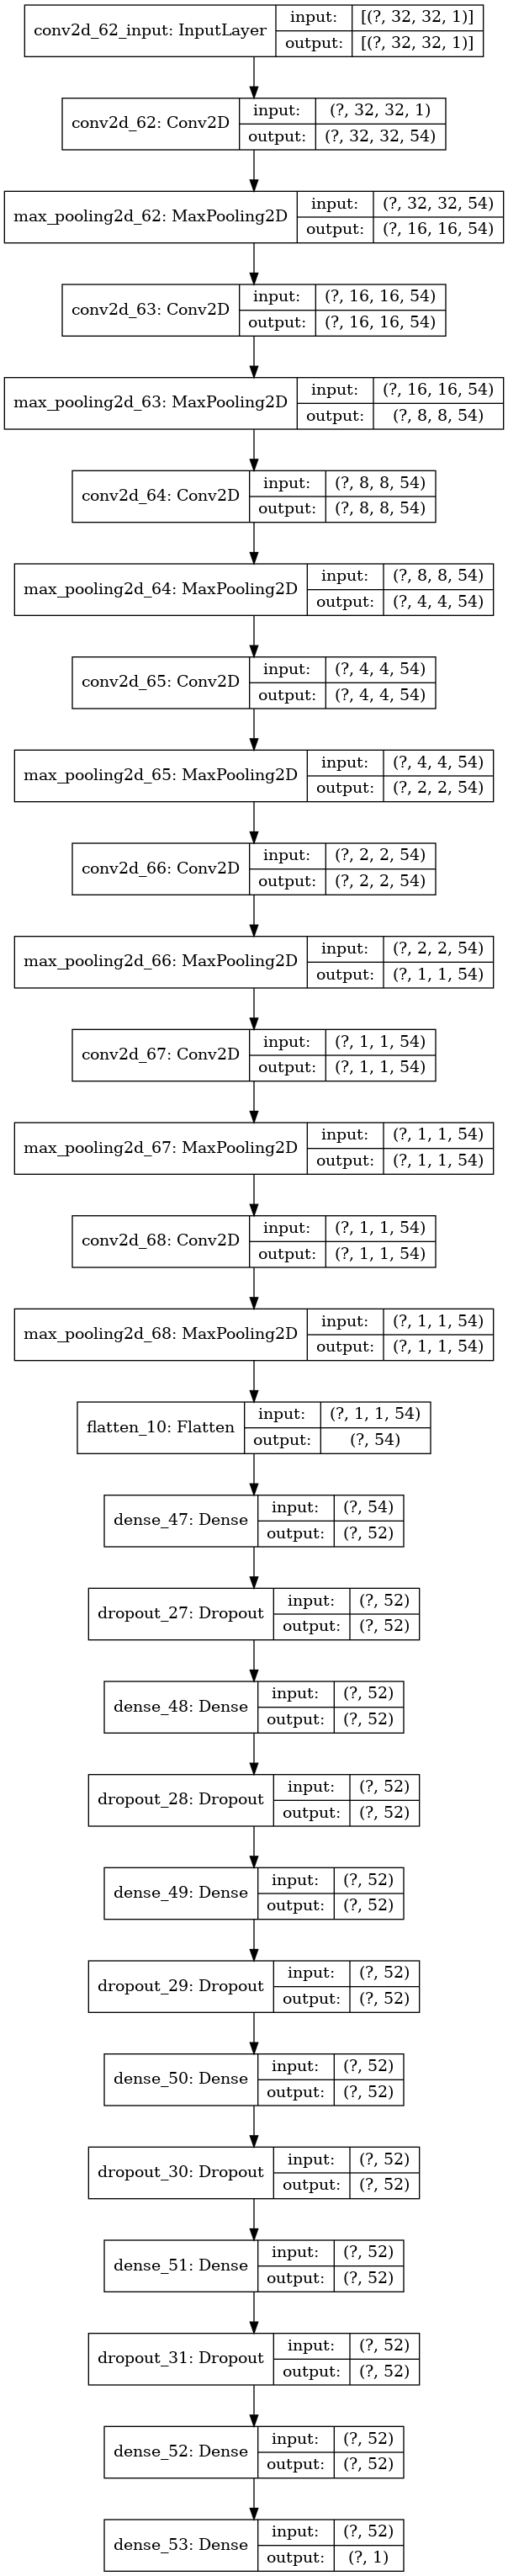 conv2d_62_input: InputLayer
input: [(?, 32, 32, 1)]
output: [(?, 32, 32, 1)]
conv2d_62: Conv2D
input: (?, 32, 32, 1)
output: (?, 32, 32, 54)
max_pooling2d_62: MaxPooling2D
input: (?, 32, 32, 54)
output: (?, 16, 16, 54)
conv2d_63: Conv2D
input: (?, 16, 16, 54)
output: (?, 16, 16, 54)
max_pooling2d_63: MaxPooling2D
input: (?, 16, 16, 54)
output: (?, 8, 8, 54)
conv2d_64: Conv2D
input: (?, 8, 8, 54)
output: (?, 8, 8, 54)
max_pooling2d_64: MaxPooling2D
input: (?, 8, 8, 54)
output: (?, 4, 4, 54)
conv2d_65: Conv2D
input: (?, 4, 4, 54)
output: (?, 4, 4, 54)
max_pooling2d_65: MaxPooling2D
input: (?, 4, 4, 54)
output: (?, 2, 2, 54)
conv2d_66: Conv2D
input: (?, 2, 2, 54)
output: (?, 2, 2, 54)
max_pooling2d_66: MaxPooling2D
input: (?, 2, 2, 54)
output: (?, 1, 1, 54)
conv2d_67: Conv2D
input: (?, 1, 1, 54)
output: (?, 1, 1, 54)
max_pooling2d_67: MaxPooling2D
input: (?, 1, 1, 54)
output: (?, 1, 1, 54)
conv2d_68: Conv2D
input: (?, 1, 1, 54)
output: (?, 1, 1, 54)
max_pooling2d_68: MaxPooling2D
input: (?, 1, 1, 54)
output: (?, 1, 1, 54)
flatten_10: Flatten
input: (?, 1, 1, 54)
output: (?, 54)
dense_47: Dense
input: (?, 54)
output: (?, 52)
dropout_27: Dropout
input: (?, 52)
output: (?, 52)
dense_48: Dense
input: (?, 52)
output: (?, 52)
dropout_28: Dropout
input: (?, 52)
output: (?, 52)
dense_49: Dense
input: (?, 52)
output: (?, 52)
dropout_29: Dropout
input: (?, 52)
output: (?, 52)
dense_50: Dense
input: (?, 52)
output: (?, 52)
dropout_30: Dropout
input: (?, 52)
output: (?, 52)
dense_51: Dense
input: (?, 52)
output: (?, 52)
dropout_31: Dropout
input: (?, 52)
output: (?, 52)
dense_52: Dense
input: (?, 52)
output: (?, 52)
dense_53: Dense
input: (?, 52)
output: (?, 1)